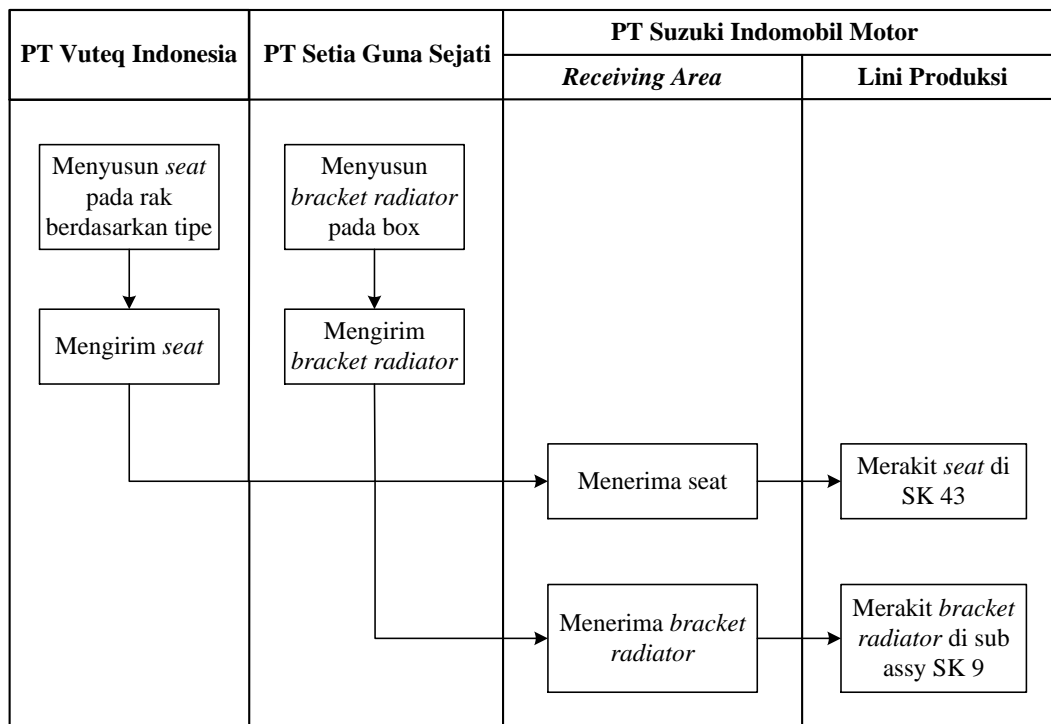 PT Vuteq Indonesia
PT Setia Guna Sejati
PT Suzuki Indomobil Motor
Receiving Area
Lini Produksi
Menyusun seat
pada rak
berdasarkan tipe
Menyusun
bracket radiator
pada box
Mengirim seat
Mengirim
bracket radiator
Menerima seat
Merakit seat di
SK 43
Menerima bracket
radiator
Merakit bracket
radiator di sub
assy SK 9